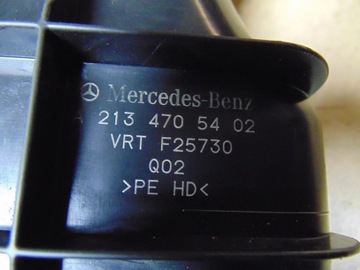 Mercedes-Benz
A 213 470 54 02
VRT F25730
Q02
>PE HD<